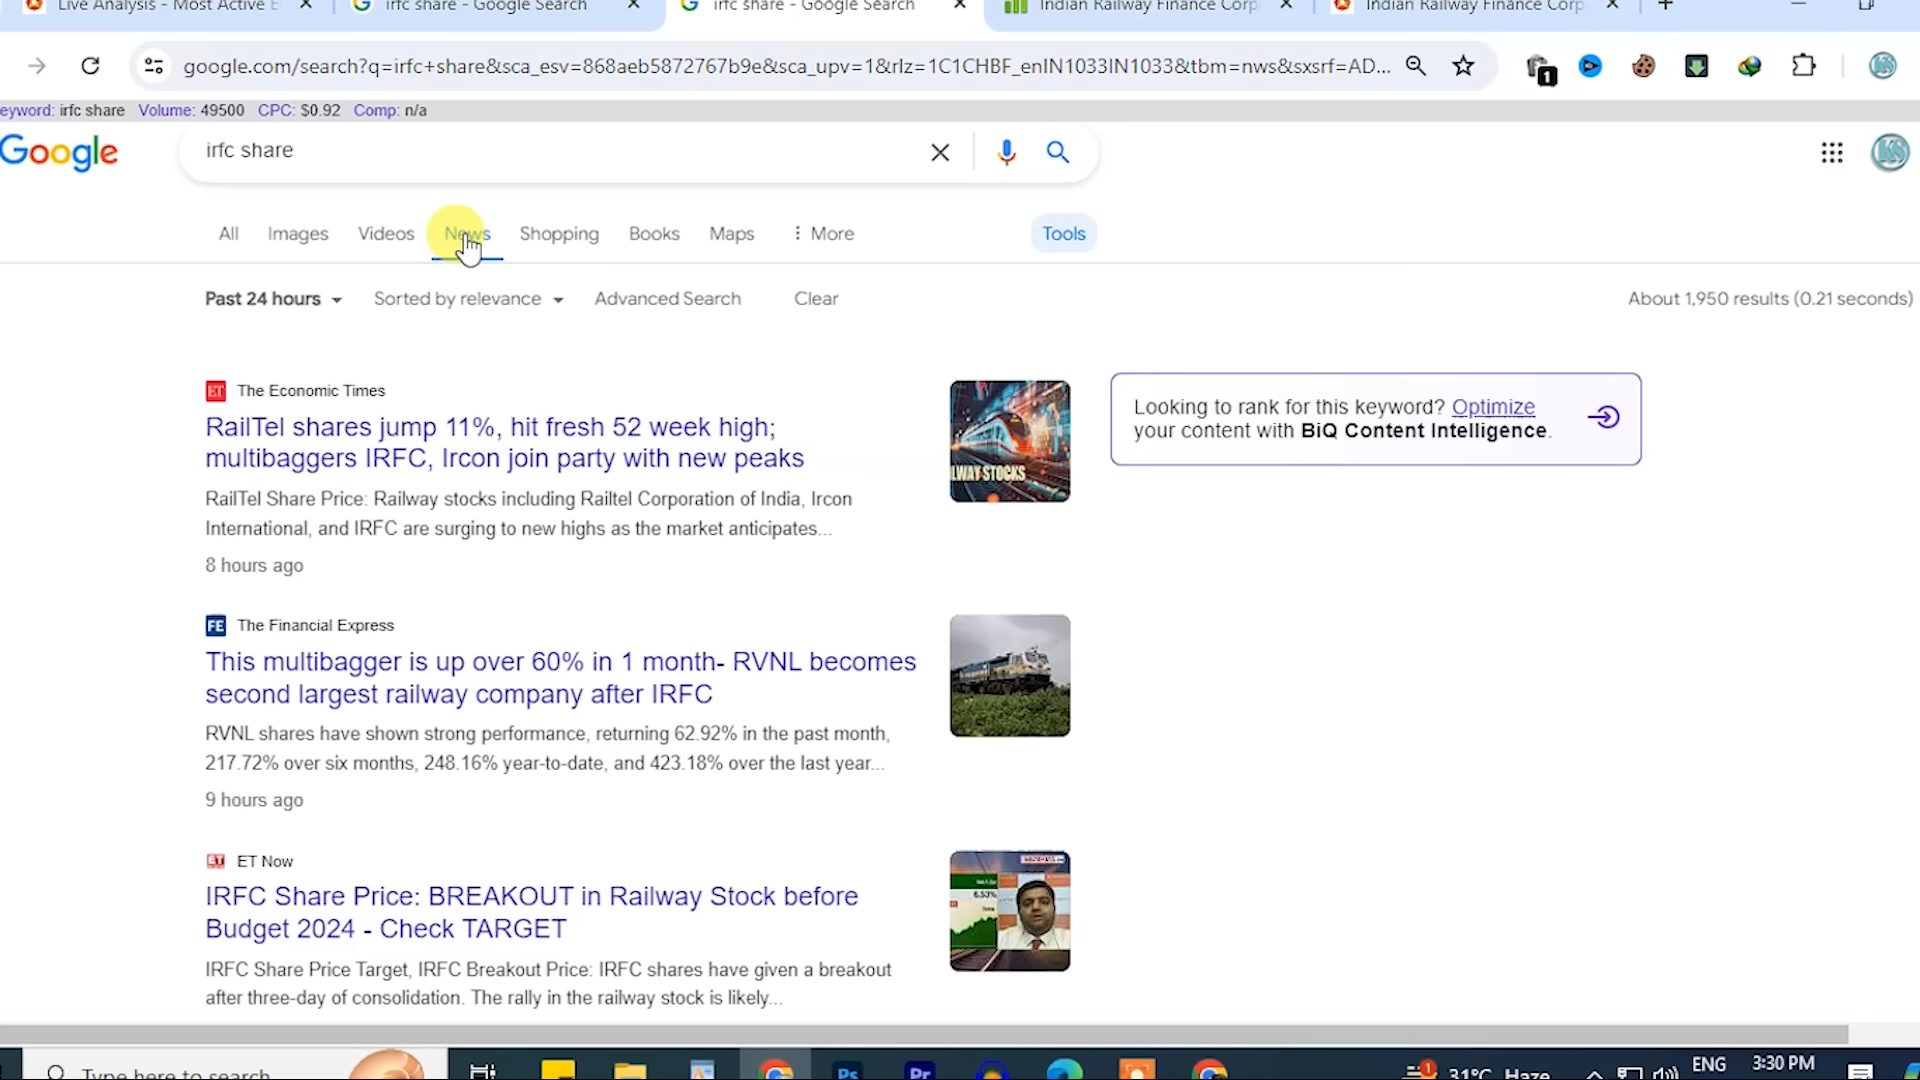 Live Analysis - Most Active E
irfc share - Google Search
irfc share - Google Search
Indian Railway Finance Corp
Indian Railway Finance Corp
google.com/search?q=irfc+share&sca_esv=868aeb5872767b9e&sca_upv=1&rlz=1C1CHBF_enIN1033IN1033&tbm=nws&sxsrf=AD...
1
eyword: irfc share Volume: 49500 CPC: $0.92 Comp: n/a
Google
irfc share
KS
All Images Videos News Shopping Books Maps More Tools
Past 24 hours Sorted by relevance Advanced Search Clear About 1,950 results (0.21 seconds)
ET The Economic Times
RailTel shares jump 11%, hit fresh 52 week high;
multibaggers IRFC, Ircon join party with new peaks
RailTel Share Price: Railway stocks including Railtel Corporation of India, Ircon
International, and IRFC are surging to new highs as the market anticipates...
8 hours ago
LWAY STOCKS
Looking to rank for this keyword? Optimize
your content with BiQ Content Intelligence.
FE The Financial Express
This multibagger is up over 60% in 1 month- RVNL becomes
second largest railway company after IRFC
RVNL shares have shown strong performance, returning 62.92% in the past month,
217.72% over six months, 248.16% year-to-date, and 423.18% over the last year...
9 hours ago
ET ET Now
IRFC Share Price: BREAKOUT in Railway Stock before
Budget 2024 - Check TARGET
IRFC Share Price Target, IRFC Breakout Price: IRFC shares have given a breakout
after three-day of consolidation. The rally in the railway stock is likely...
6.53%
Type here to search
Ps
Pr
1
31°C Haze
ENG
3:30 PM